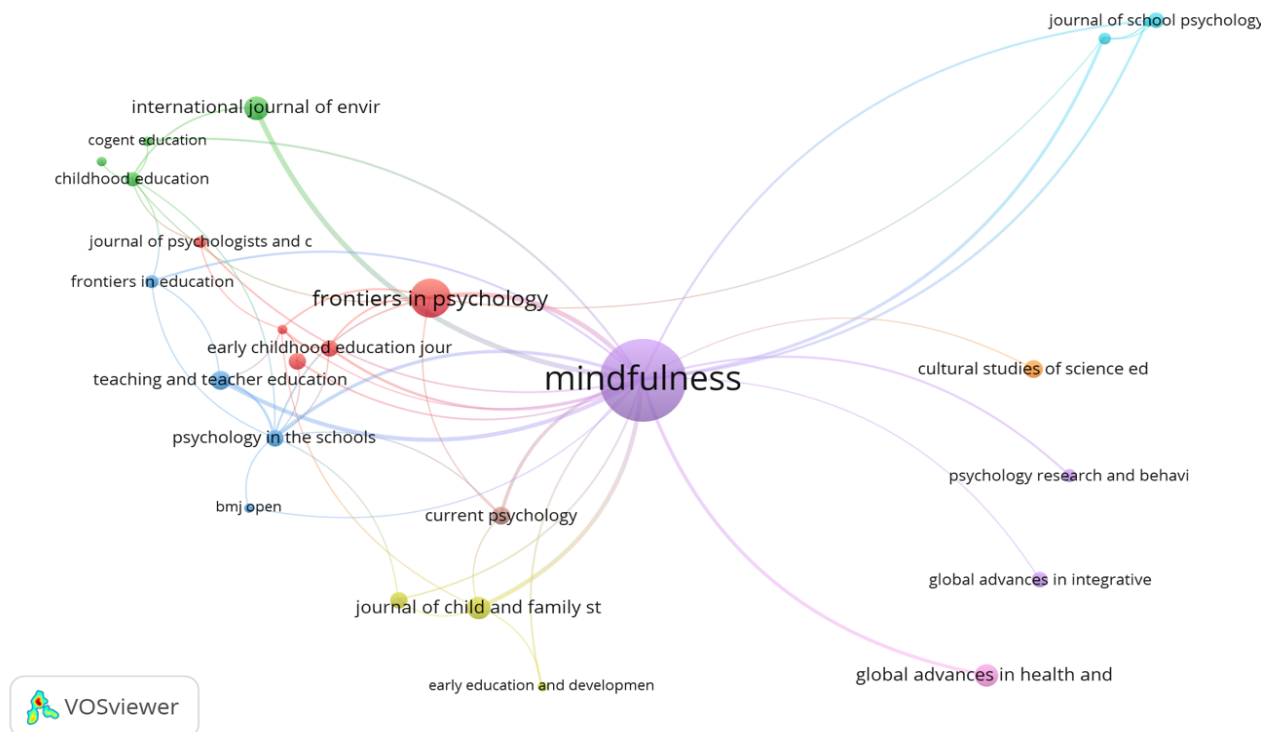 journal of school psychology
international journal of envir
cogent education
childhood education
journal of psychologists and c
frontiers in education
frontiers in psychology
early childhood education jour
cultural studies of science ed
teaching and teacher education
mindfulness
psychology in the schools
psychology research and behavi
bmj open
current psychology
global advances in integrative
journal of child and family st
global advances in health and
early education and developmen
VOSviewer